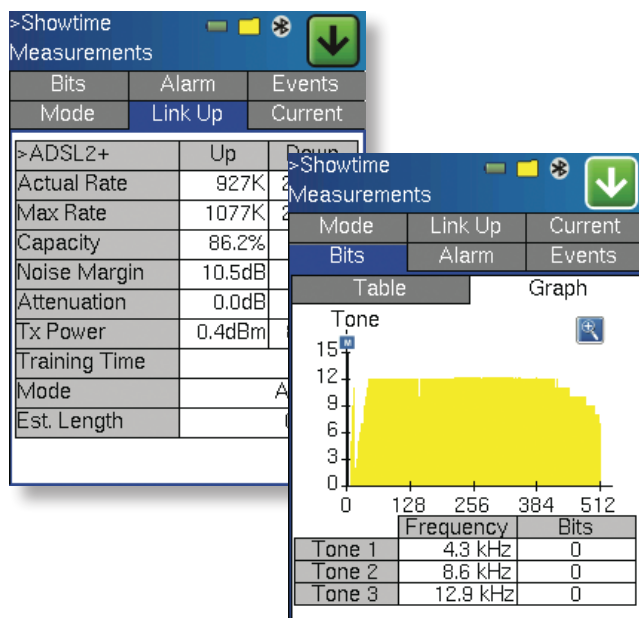 >Showtime
Measurements
Bits Alarm Events
Mode Link Up Current
>ADSL2+ Up Down
Actual Rate 927K
Max Rate 1077K
Capacity 86.2%
Noise Margin 10.5dB
Attenuation 0.0dB
Tx Power 0.4dBm
Training Time
Mode A
Est. Length
>Showtime
Measurements
Mode Link Up Current
Bits Alarm Events
Table Graph
Tone
M
15
12
9
6
3
0
0 128 256 384 512
Frequency Bits
Tone 1 4.3 kHz 0
Tone 2 8.6 kHz 0
Tone 3 12.9 kHz 0